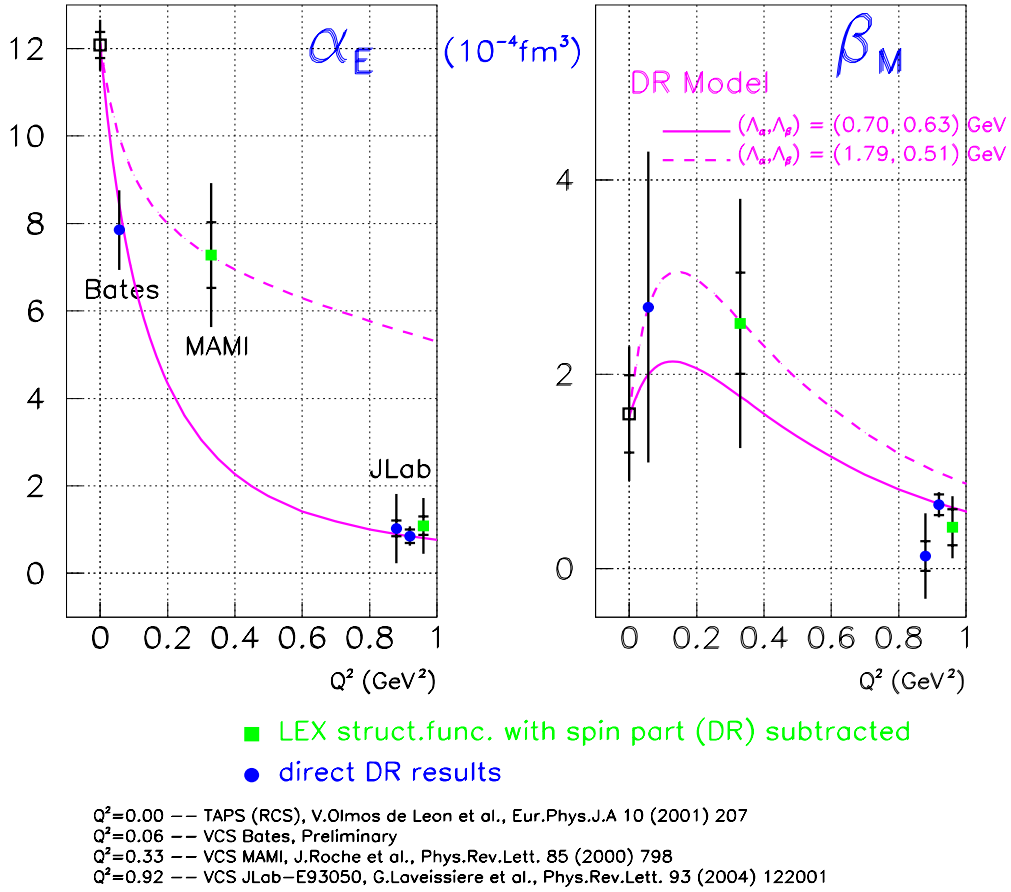 α_E (10⁻⁴fm³) β_M
DR Model
(Λα,Λβ) = (0.70, 0.63) GeV
(Λα,Λβ) = (1.79, 0.51) GeV
12
10
8
6
4
2
0
Bates
MAMI
JLab
0 0.2 0.4 0.6 0.8 1
Q² (GeV²)
4
2
0
0 0.2 0.4 0.6 0.8 1
Q² (GeV²)
LEX struct.func. with spin part (DR) subtracted
direct DR results
Q²=0.00 −− TAPS (RCS), V.Olmos de Leon et al., Eur.Phys.J.A 10 (2001) 207
Q²=0.06 −− VCS Bates, Preliminary
Q²=0.33 −− VCS MAMI, J.Roche et al., Phys.Rev.Lett. 85 (2000) 798
Q²=0.92 −− VCS JLab−E93050, G.Laveissiere et al., Phys.Rev.Lett. 93 (2004) 122001